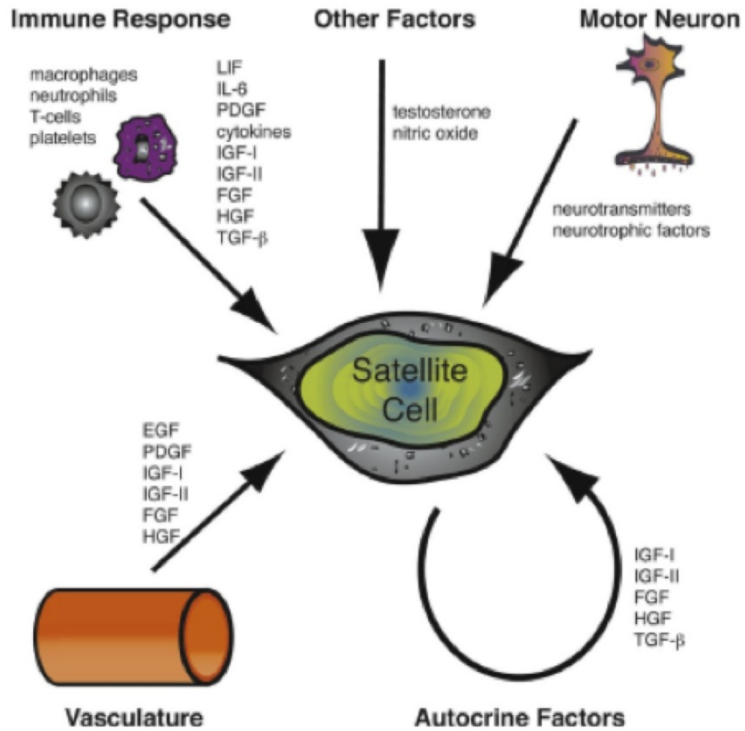 Immune Response
Other Factors
Motor Neuron
macrophages
neutrophils
T-cells
platelets
LIF
IL-6
PDGF
cytokines
IGF-I
IGF-II
FGF
HGF
TGF-β
testosterone
nitric oxide
neurotransmitters
neurotrophic factors
Satellite
Cell
EGF
PDGF
IGF-I
IGF-II
FGF
HGF
IGF-I
IGF-II
FGF
HGF
TGF-β
Vasculature
Autocrine Factors